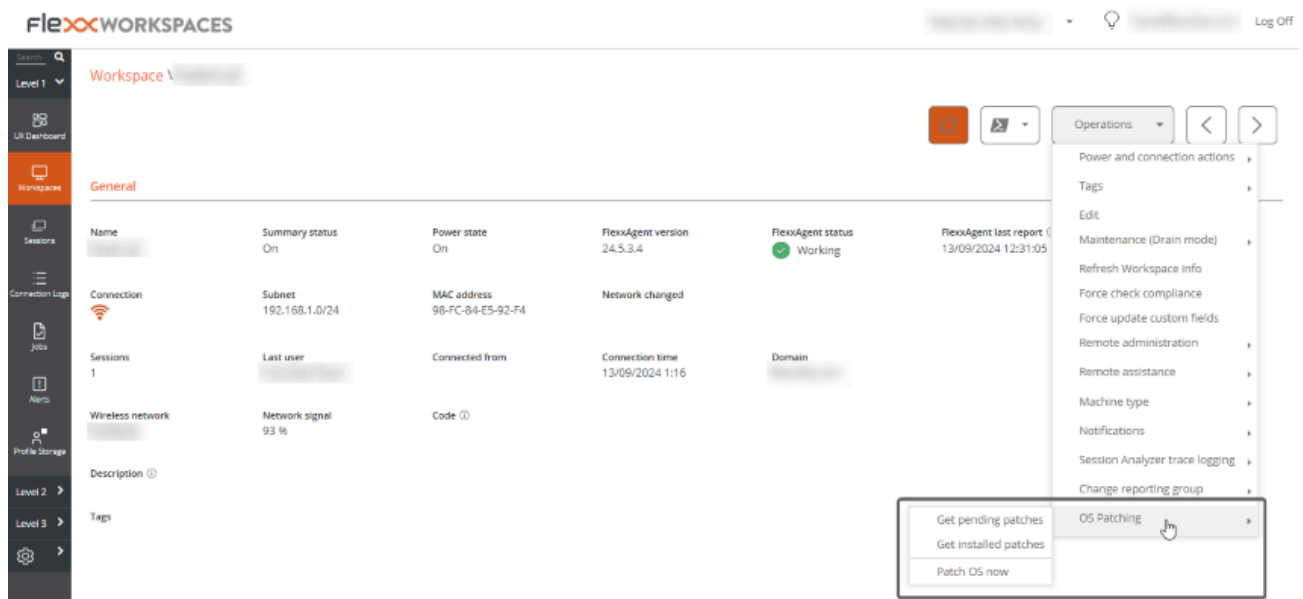 FlexxWORKSPACES
Log Off
Search
Level 1
UX Dashboard
Workspaces
Sessions
Connection Logs
Jobs
Alerts
Profile Storage
Level 2
Level 3
Workspace \
Operations
General
Name
Summary status
On
Power state
On
FlexxAgent version
24.5.3.4
FlexxAgent status
Working
FlexxAgent last report
13/09/2024 12:31:05
Connection
Subnet
192.168.1.0/24
MAC address
98-FC-84-E5-92-F4
Network changed
Sessions
1
Last user
Connected from
Connection time
13/09/2024 1:16
Domain
Wireless network
Network signal
93 %
Code
Description
Tags
Power and connection actions
Tags
Edit
Maintenance (Drain mode)
Refresh Workspace info
Force check compliance
Force update custom fields
Remote administration
Remote assistance
Machine type
Notifications
Session Analyzer trace logging
Change reporting group
OS Patching
Get pending patches
Get installed patches
Patch OS now